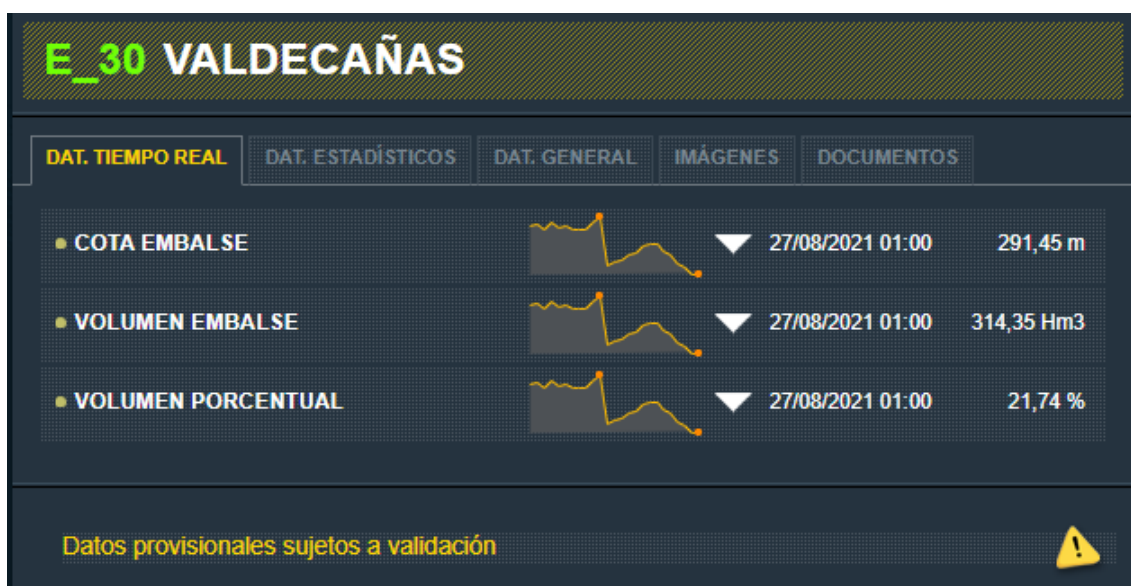 E_30 VALDECAÑAS
DAT. TIEMPO REAL DAT. ESTADÍSTICOS DAT. GENERAL IMÁGENES DOCUMENTOS
COTA EMBALSE 27/08/2021 01:00 291,45 m
VOLUMEN EMBALSE 27/08/2021 01:00 314,35 Hm3
VOLUMEN PORCENTUAL 27/08/2021 01:00 21,74 %
Datos provisionales sujetos a validación